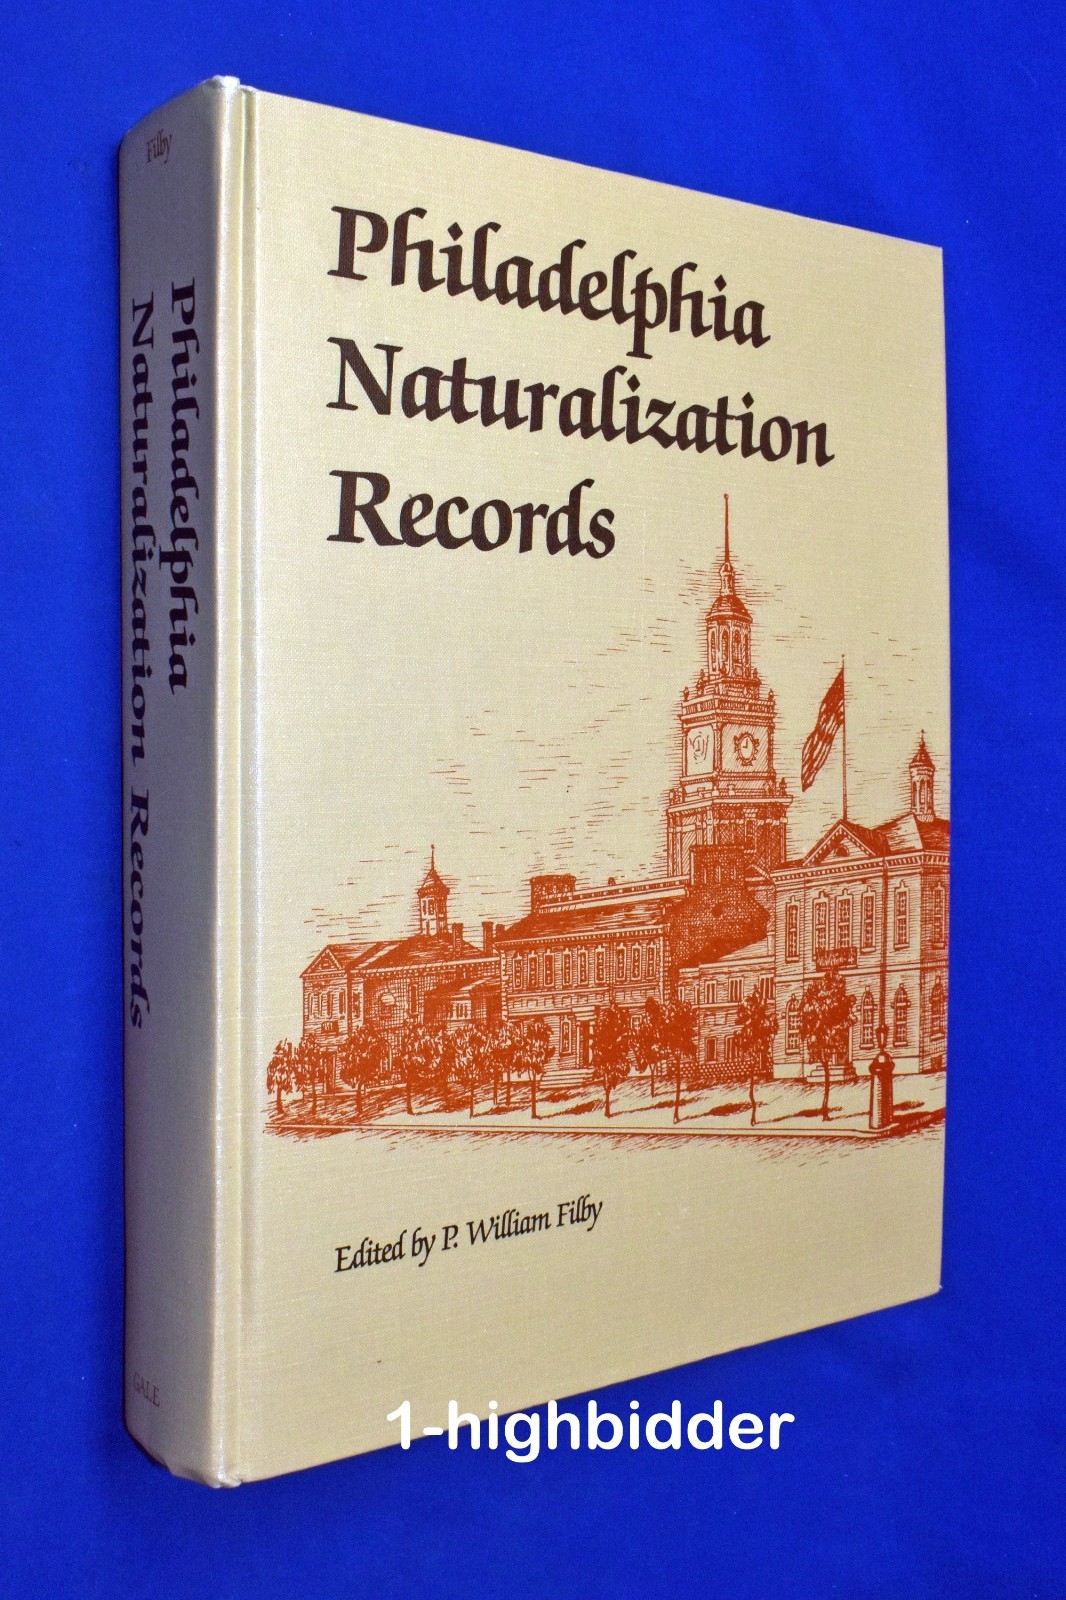 Filby
Philadelphia
Naturalization Records
GALE
Philadelphia
Naturalization
Records
Edited by P. William Filby
1-highbidder